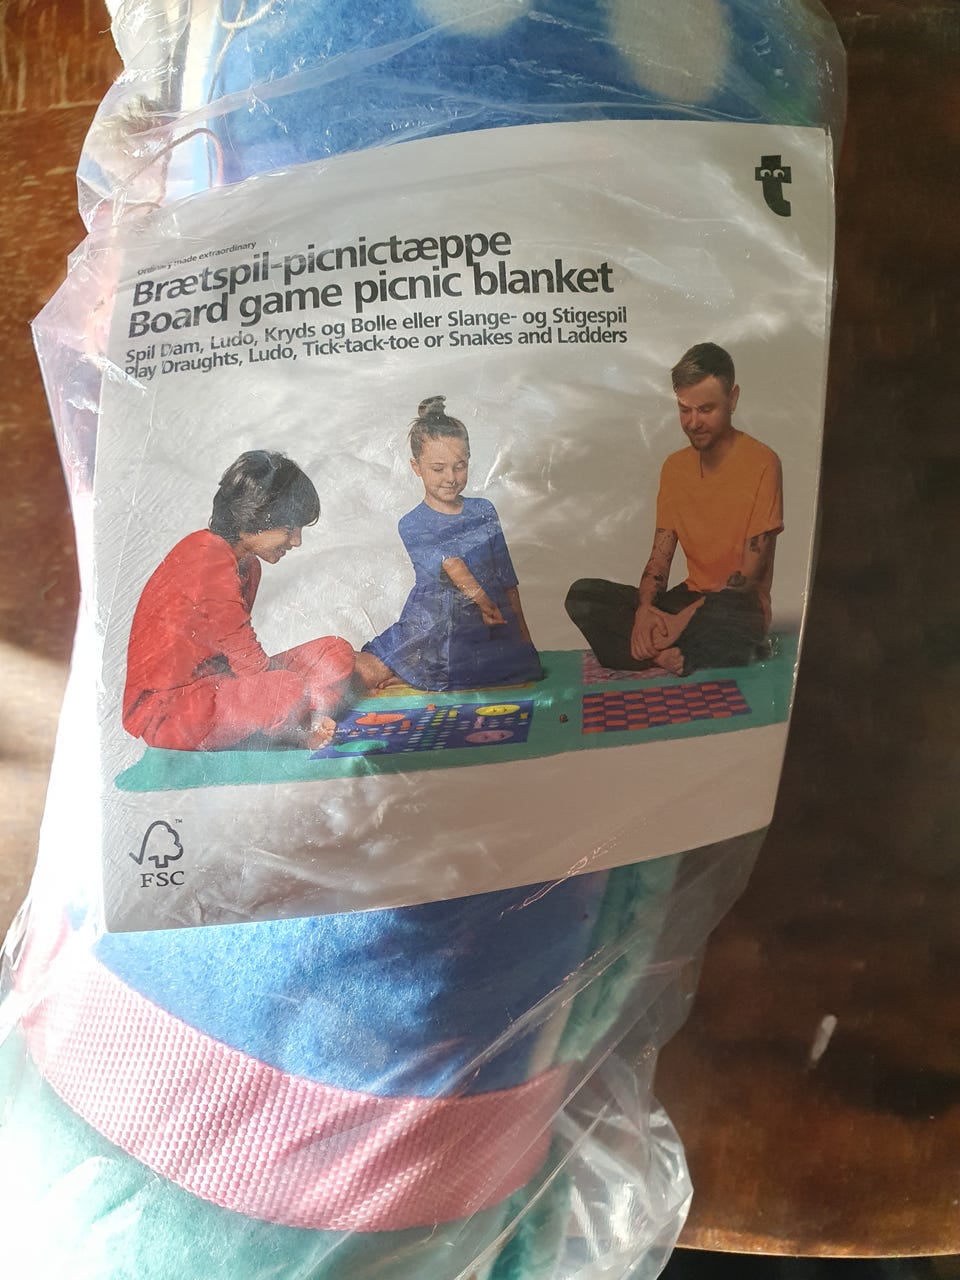 t
Ordinary made extraordinary
Brætspil-picnictæppe
Board game picnic blanket
Spil Dam, Ludo, Kryds og Bolle eller Slange- og Stigespil
Play Draughts, Ludo, Tick-tack-toe or Snakes and Ladders
™
FSC